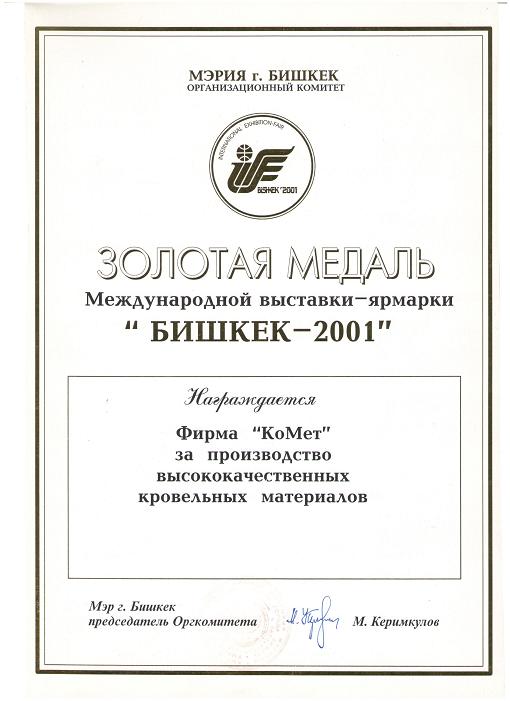 МЭРИЯ г. БИШКЕК
ОРГАНИЗАЦИОННЫЙ КОМИТЕТ
INTERNATIONAL EXHIBITION-FAIR
БISHKEK'2001
ЗОЛОТАЯ МЕДАЛЬ
Международной выставки-ярмарки
“ БИШКЕК-2001”
Награждается
Фирма “КоМет”
за производство
высококачественных
кровельных материалов
Мэр г. Бишкек
председатель Оргкомитета
М. Керимкулов